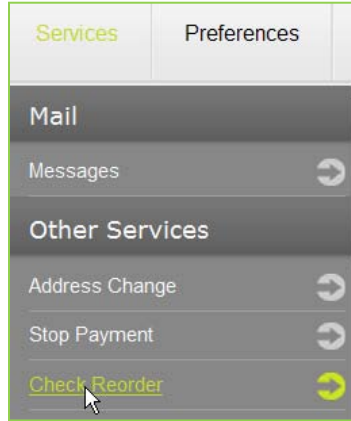 Services Preferences
Mail
Messages
Other Services
Address Change
Stop Payment
Check Reorder